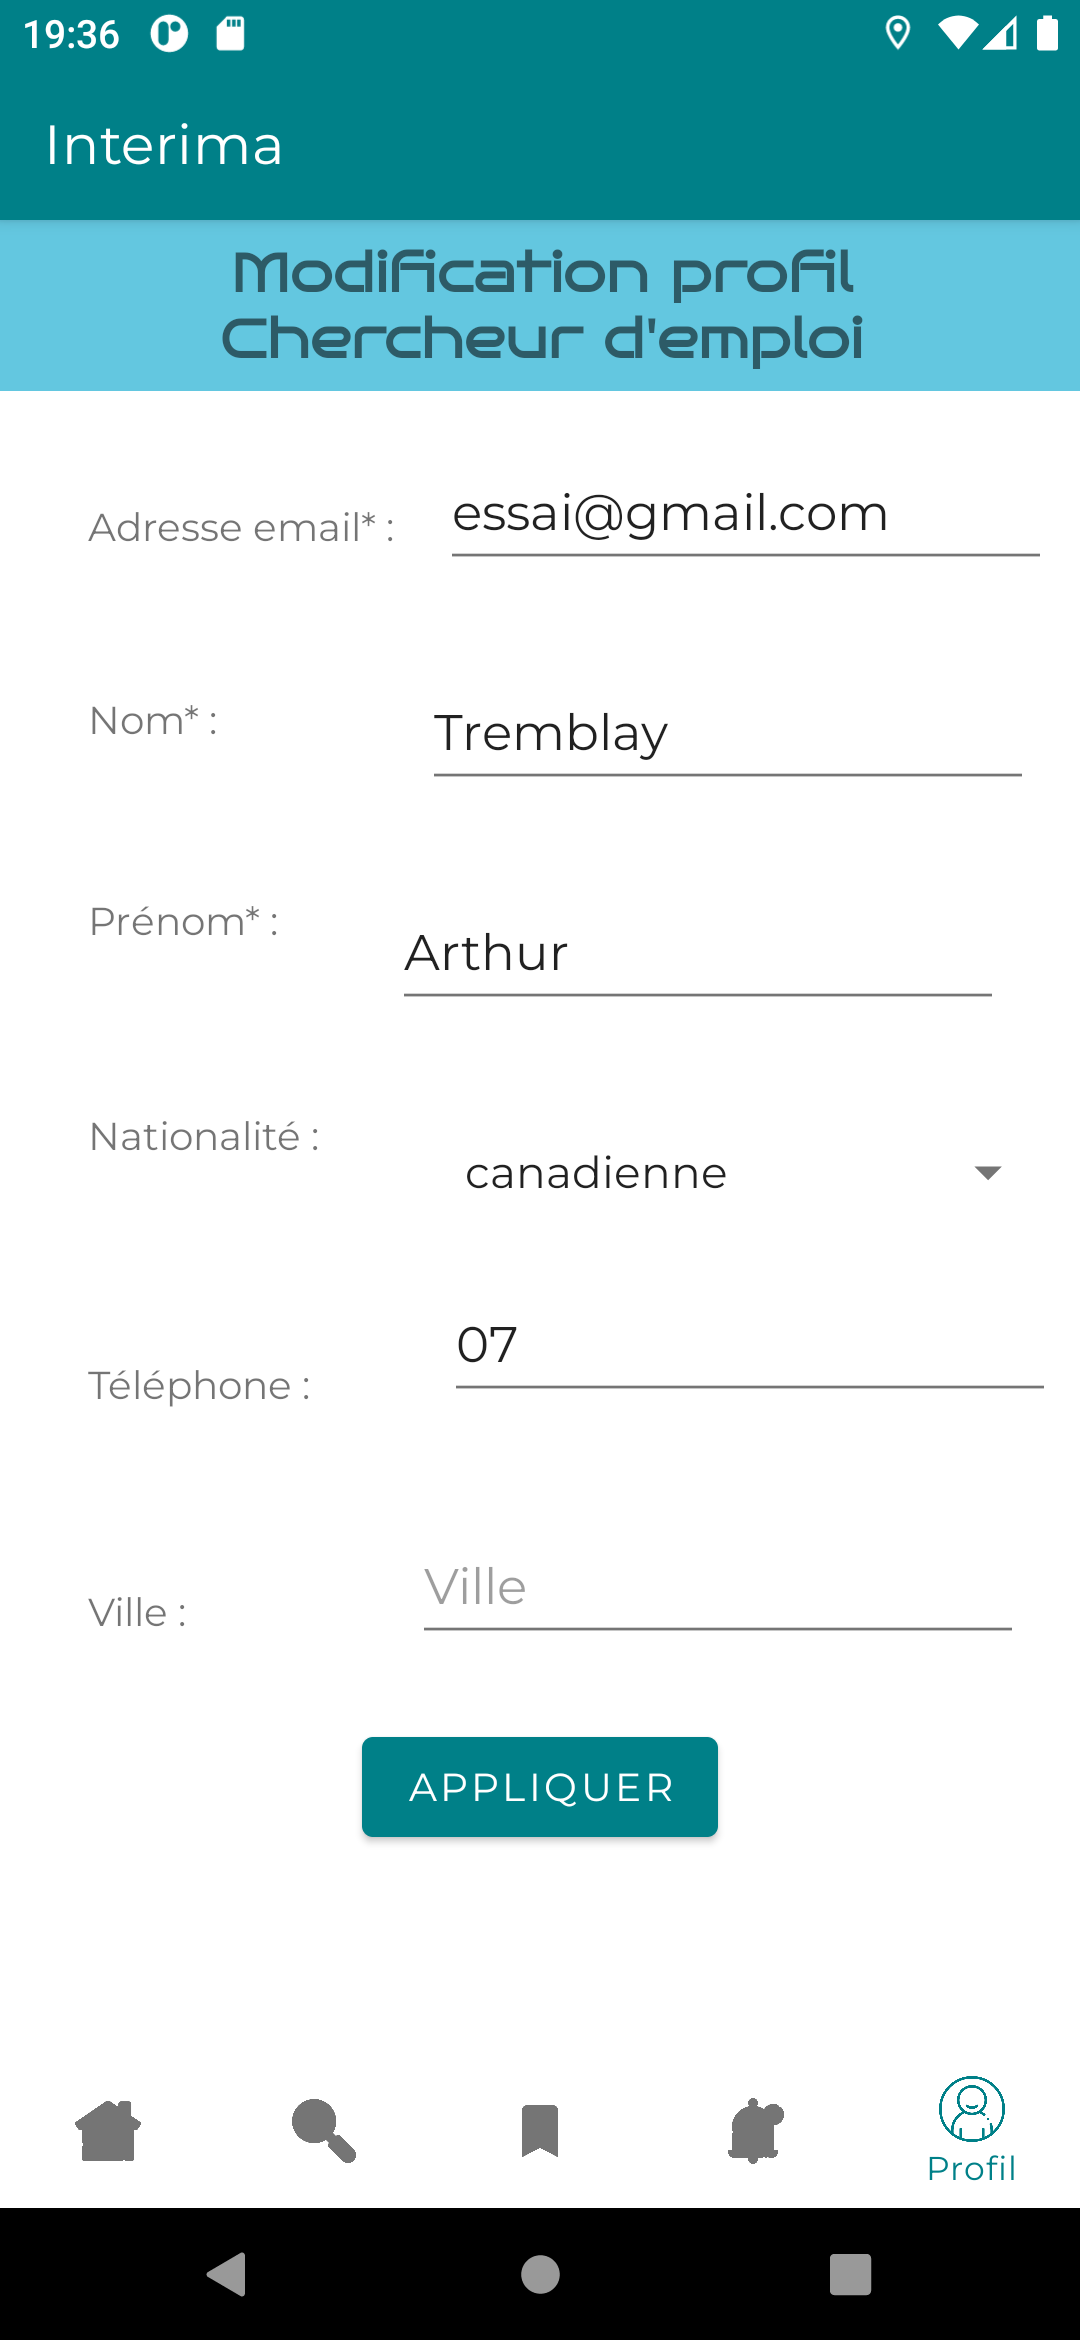 19:36
Interima
Modification profil
Chercheur d'emploi
Adresse email* :
essai@gmail.com
Nom* :
Tremblay
Prénom* :
Arthur
Nationalité :
canadienne
Téléphone :
07
Ville :
Ville
APPLIQUER
Profil